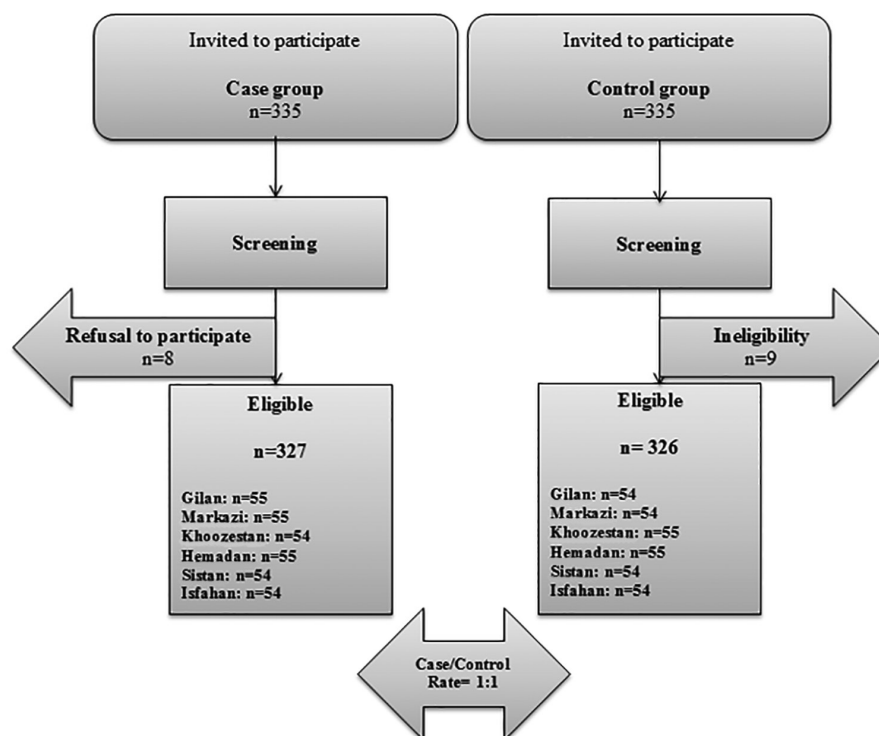 Invited to participate
Case group
n=335
Invited to participate
Control group
n=335
Screening
Screening
Refusal to participate
n=8
Ineligibility
n=9
Eligible
n=327
Gilan: n=55
Markazi: n=55
Khoozestan: n=54
Hemadan: n=55
Sistan: n=54
Isfahan: n=54
Eligible
n= 326
Gilan: n=54
Markazi: n=54
Khoozestan: n=55
Hemadan: n=55
Sistan: n=54
Isfahan: n=54
Case/Control
Rate= 1:1